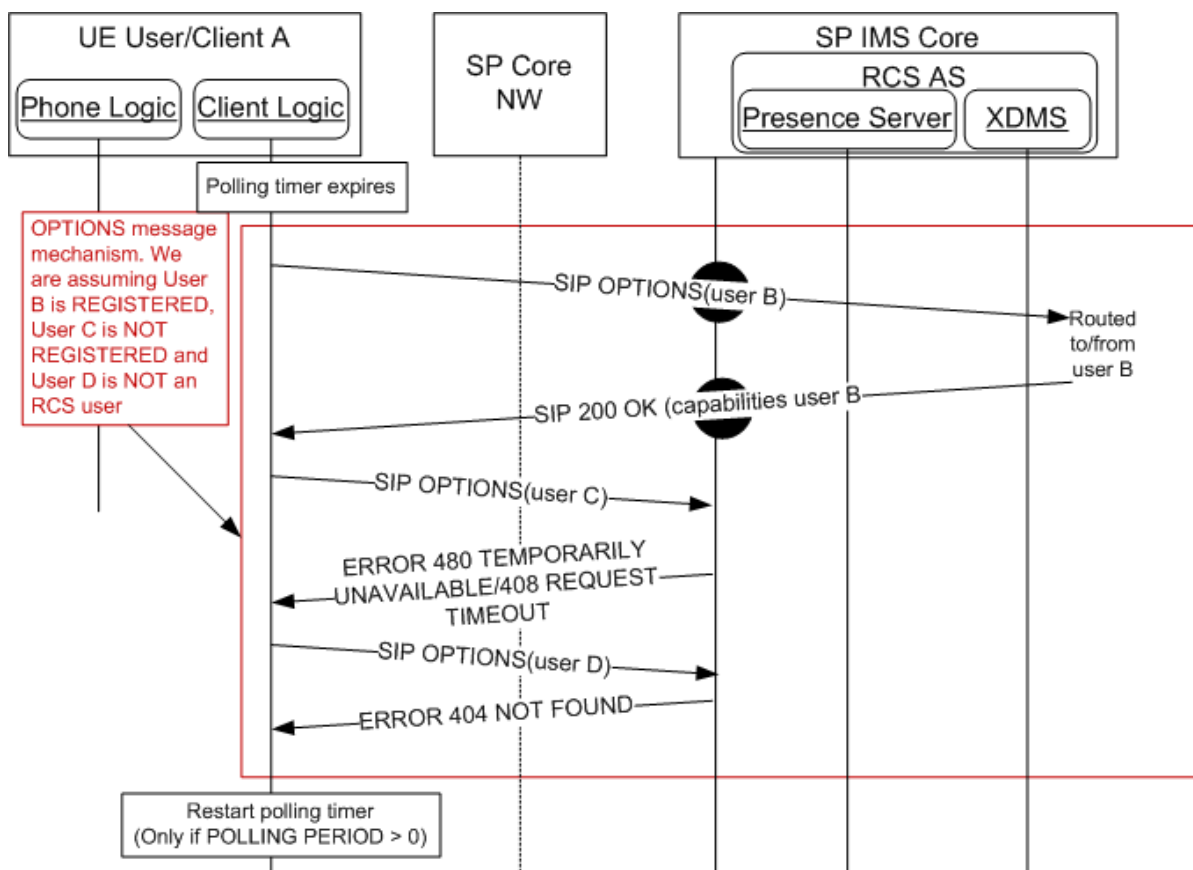 UE User/Client A
Phone Logic
Client Logic
SP Core
NW
SP IMS Core
RCS AS
Presence Server
XDMS
Polling timer expires
OPTIONS message
mechanism. We
are assuming User
B is REGISTERED,
User C is NOT
REGISTERED and
User D is NOT an
RCS user
SIP OPTIONS(user B)
Routed
to/from
user B
SIP 200 OK (capabilities user B
SIP OPTIONS(user C)
ERROR 480 TEMPORARILY
UNAVAILABLE/408 REQUEST
TIMEOUT
SIP OPTIONS(user D)
ERROR 404 NOT FOUND
Restart polling timer
(Only if POLLING PERIOD > 0)